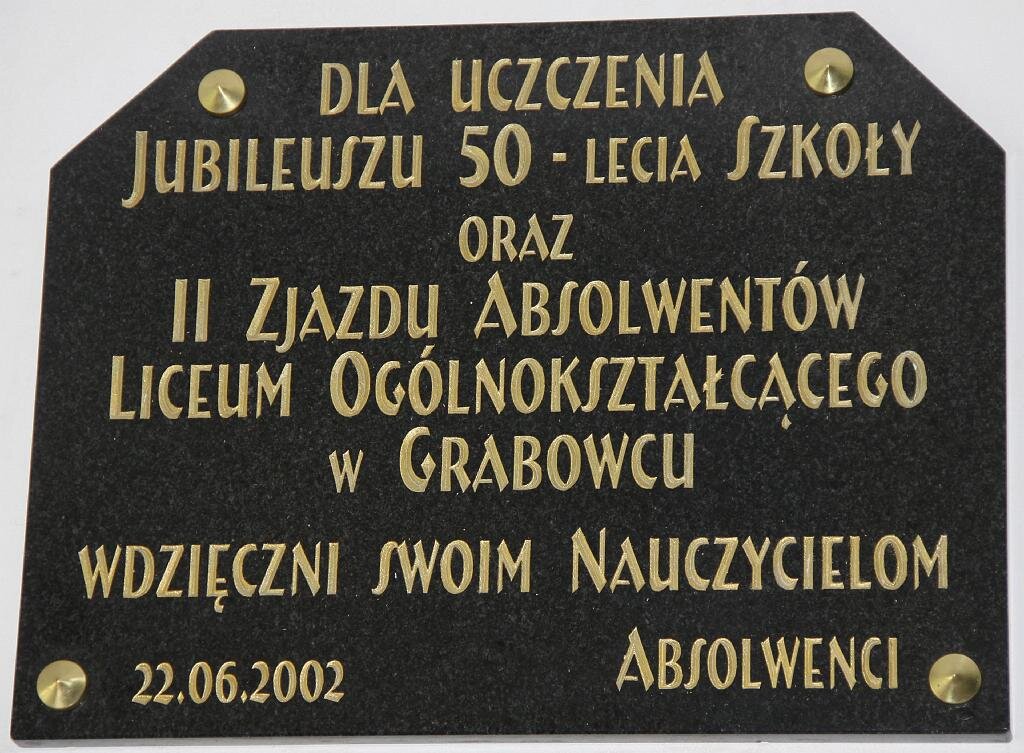 DLA UCZCZENIA
JUBILEUSZU 50 - LECIA SZKOŁY
ORAZ
II ZJAZDU ABSOLWENTÓW
LICEUM OGÓLNOKSZTAŁCĄCEGO
W GRABOWCU
WDZIĘCZNI SWOIM NAUCZYCIELOM
ABSOLWENCI
22.06.2002